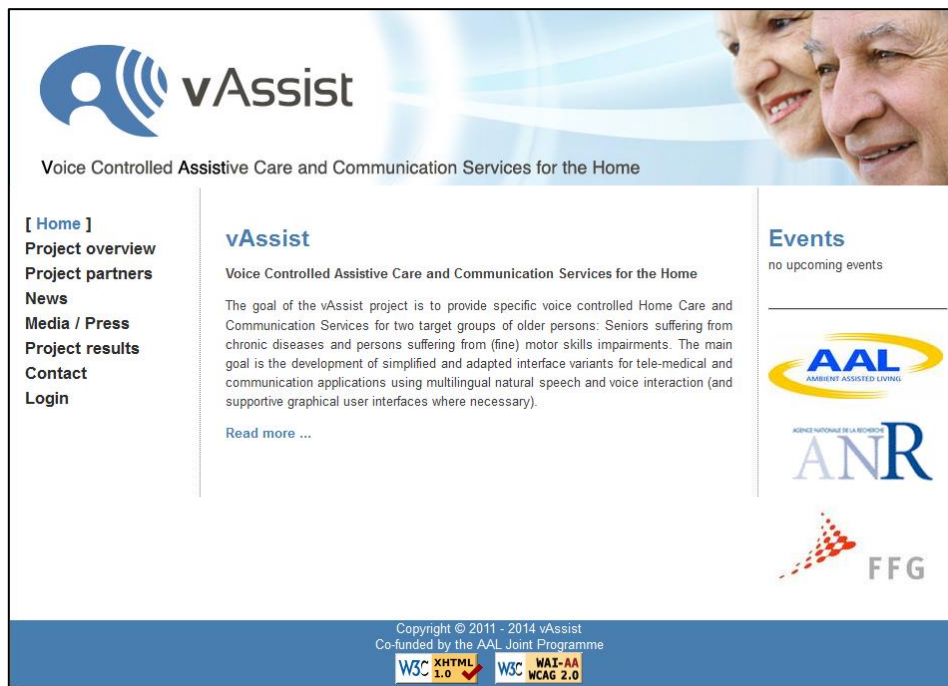 vAssist
Voice Controlled Assistive Care and Communication Services for the Home
[ Home ]
Project overview
Project partners
News
Media / Press
Project results
Contact
Login
vAssist
Voice Controlled Assistive Care and Communication Services for the Home
The goal of the vAssist project is to provide specific voice controlled Home Care and
Communication Services for two target groups of older persons: Seniors suffering from
chronic diseases and persons suffering from (fine) motor skills impairments. The main
goal is the development of simplified and adapted interface variants for tele-medical and
communication applications using multilingual natural speech and voice interaction (and
supportive graphical user interfaces where necessary).
Read more ...
Events
no upcoming events
AAL
AMBIENT ASSISTED LIVING
AGENCE NATIONALE DE LA RECHERCHE
ANR
FFG
Copyright © 2011 - 2014 vAssist
Co-funded by the AAL Joint Programme
W3C XHTML 1.0
W3C WAI-AA WCAG 2.0